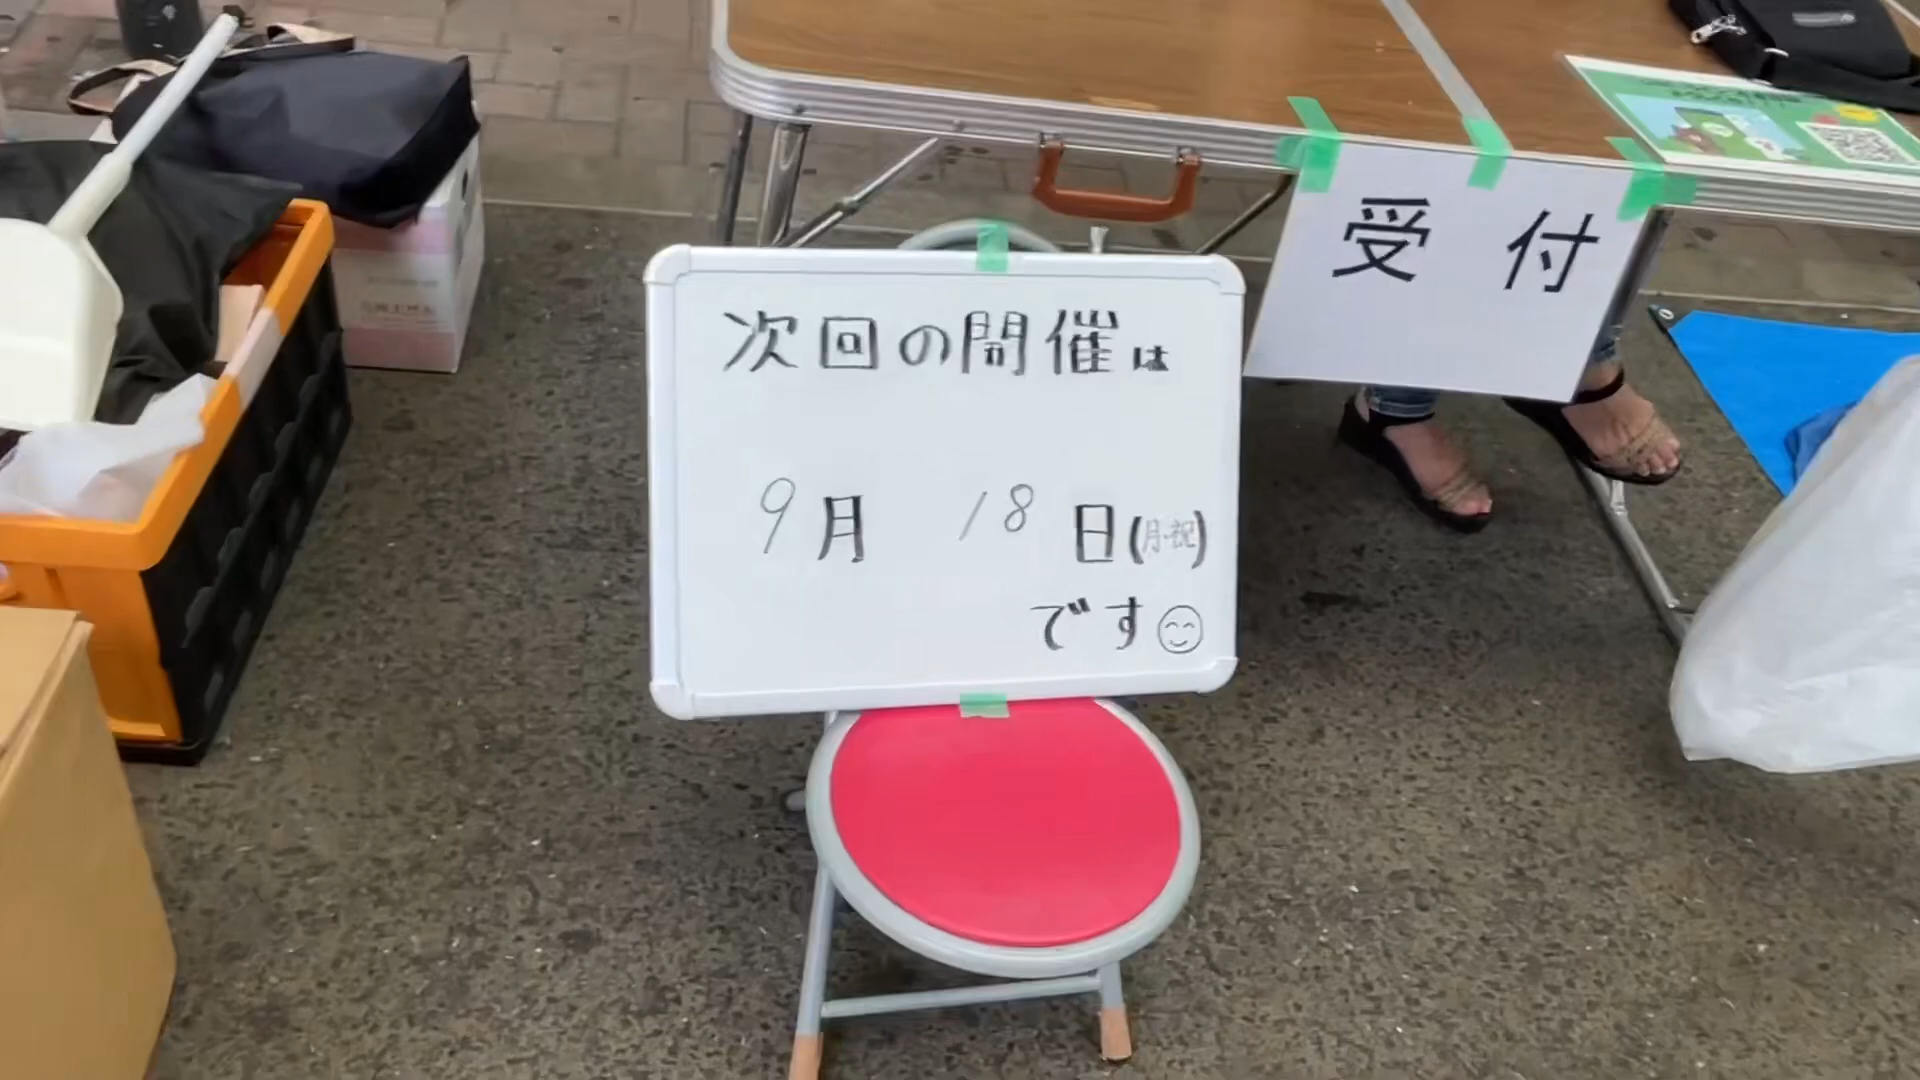 次回の開催は
9月 18日(月・祝)
です
受付